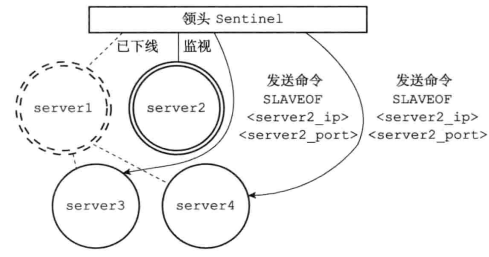 领头 Sentinel
已下线
监视
server1
server2
发送命令
SLAVEOF
<server2_ip>
<server2_port>
发送命令
SLAVEOF
<server2_ip>
<server2_port>
server3
server4